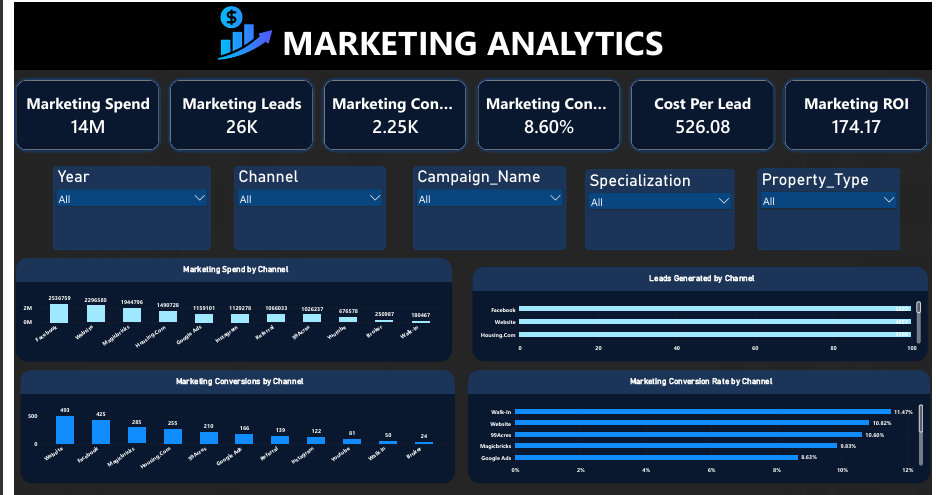 $
MARKETING ANALYTICS
Marketing Spend
14M
Marketing Leads
26K
Marketing Con...
2.25K
Marketing Con...
8.60%
Cost Per Lead
526.08
Marketing ROI
174.17
Year
All
Channel
All
Campaign_Name
All
Specialization
All
Property_Type
All
Marketing Spend by Channel
2M
0M
2536759
2296580
1944796
1490728
1159101
1129278
1066033
1026237
676578
250987
180467
Facebook
Website
Magicbricks
Housing.Com
Google Ads
Instagram
Referral
99Acres
Youtube
Broker
Walk-in
Leads Generated by Channel
Facebook
Website
Housing.Com
0 20 40 60 80 100
Marketing Conversions by Channel
500
0
493
425
285
255
210
166
139
122
81
50
24
Website
Facebook
Magicbricks
Housing.Com
99Acres
Google Ads
Referral
Instagram
Youtube
Walk-in
Broker
Marketing Conversion Rate by Channel
Walk-in 11.47%
Website 10.82%
99Acres 10.60%
Magicbricks 9.83%
Google Ads 8.63%
0% 2% 4% 6% 8% 10% 12%